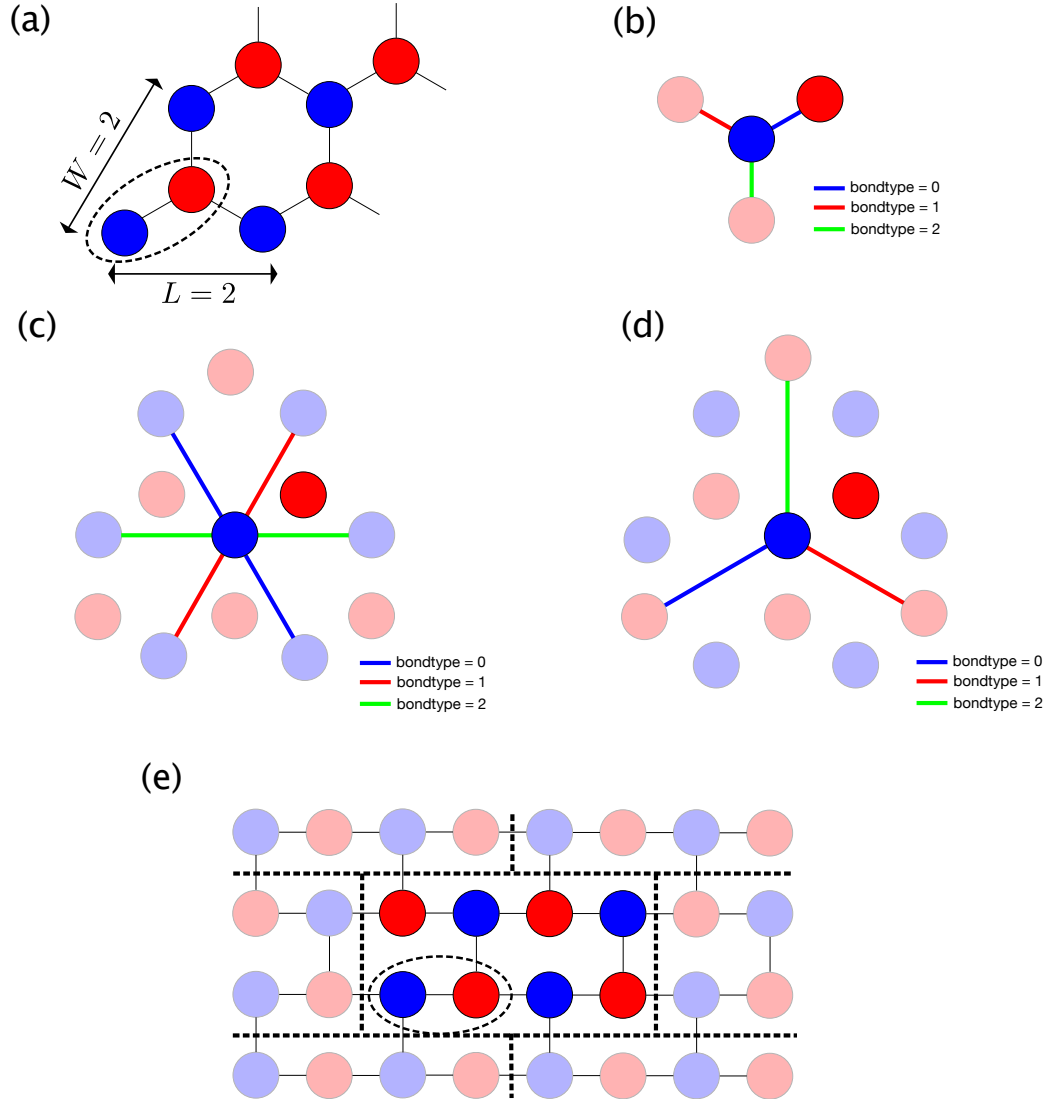 (a)
W = 2
L = 2
(b)
bondtype = 0
bondtype = 1
bondtype = 2
(c)
bondtype = 0
bondtype = 1
bondtype = 2
(d)
bondtype = 0
bondtype = 1
bondtype = 2
(e)